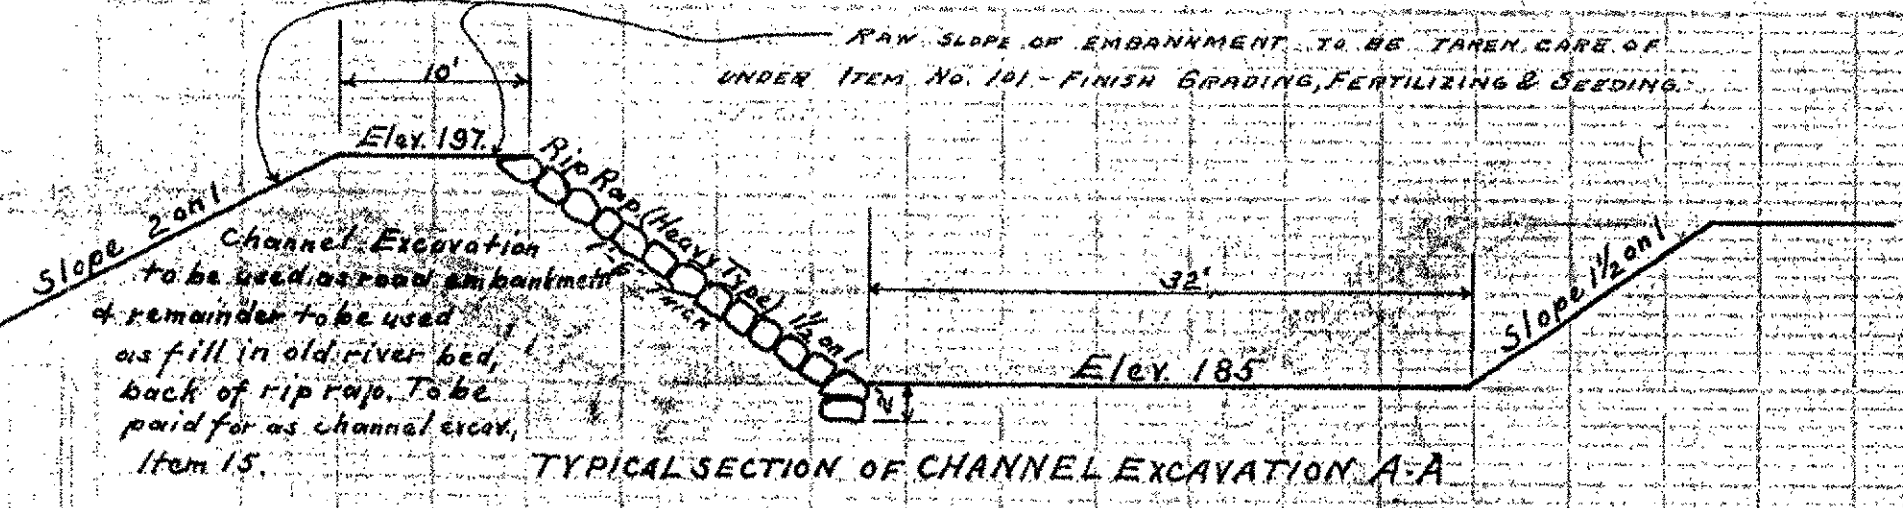 RAW SLOPE OF EMBANKMENT TO BE TAKEN CARE OF
UNDER ITEM No. 101 - FINISH GRADING, FERTILIZING & SEEDING.
10'
Elev. 197.
Rip Rap (Heavy Type) 1½ on 1
1'-6" THICK
Slope 2 on 1
Channel Excavation
to be used as road embankment
& remainder to be used
as fill in old river bed,
back of rip rap. To be
paid for as channel excav,
Item 15.
32'
Elev. 185
2'
Slope 1½ on 1
TYPICAL SECTION OF CHANNEL EXCAVATION A-A